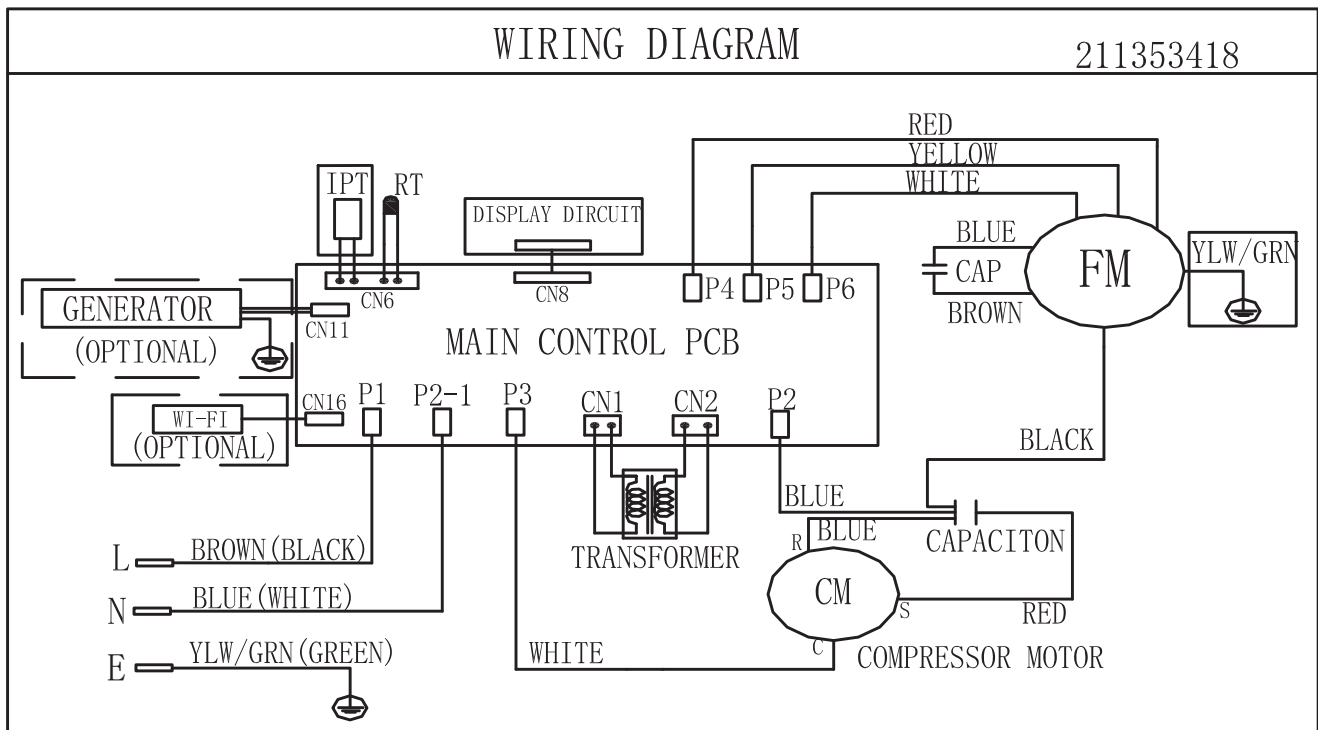 WIRING DIAGRAM
211353418
RED
YELLOW
WHITE
IPT
RT
DISPLAY DIRCUIT
BLUE
CAP
BROWN
FM
YLW/GRN
CN6
CN8
P4
P5
P6
GENERATOR
(OPTIONAL)
CN11
MAIN CONTROL PCB
CN16
P1
P2-1
P3
CN1
CN2
P2
WI-FI
(OPTIONAL)
BLACK
BLUE
BLUE
R
CAPACITON
TRANSFORMER
L
BROWN(BLACK)
N
BLUE(WHITE)
CM
S
RED
E
YLW/GRN(GREEN)
WHITE
C
COMPRESSOR MOTOR